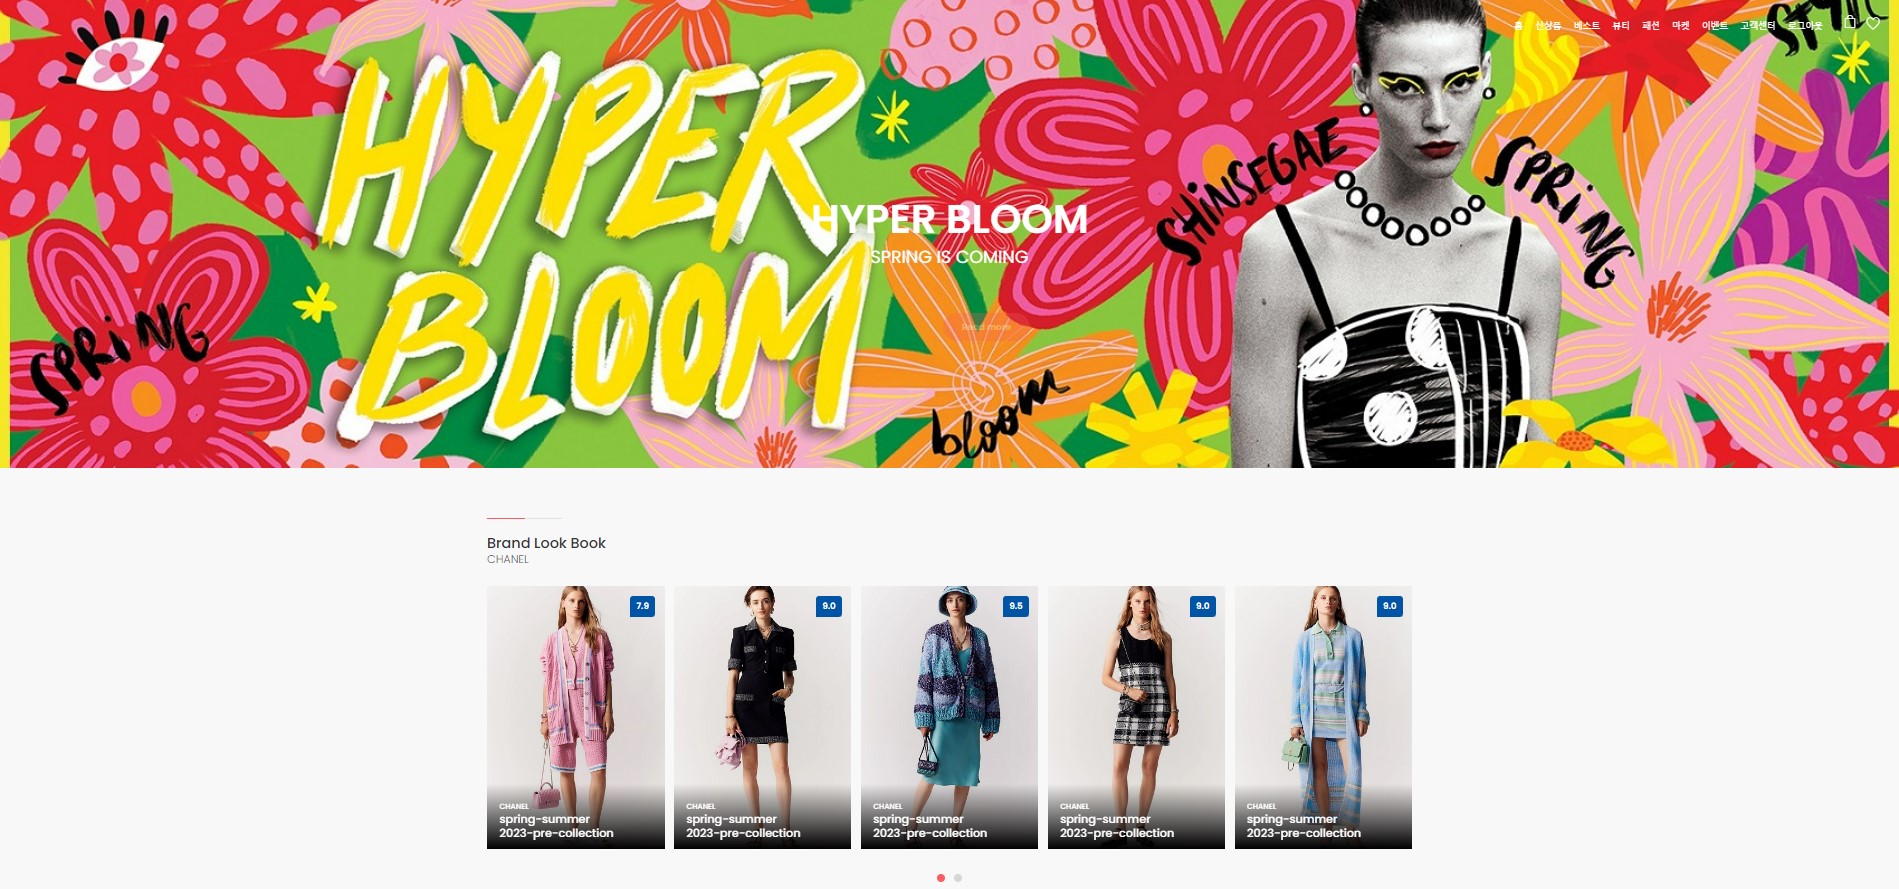 홈 신상품 베스트 뷰티 패션 마켓 이벤트 고객센터 로그아웃
HYPER
BLOOM
SHINSEGAE
SPRING
SPRING
bloom
HYPER BLOOM
SPRING IS COMING
Read more
Brand Look Book
CHANEL
7.9
9.0
9.5
9.0
9.0
CHANEL
spring-summer
2023-pre-collection
CHANEL
spring-summer
2023-pre-collection
CHANEL
spring-summer
2023-pre-collection
CHANEL
spring-summer
2023-pre-collection
CHANEL
spring-summer
2023-pre-collection